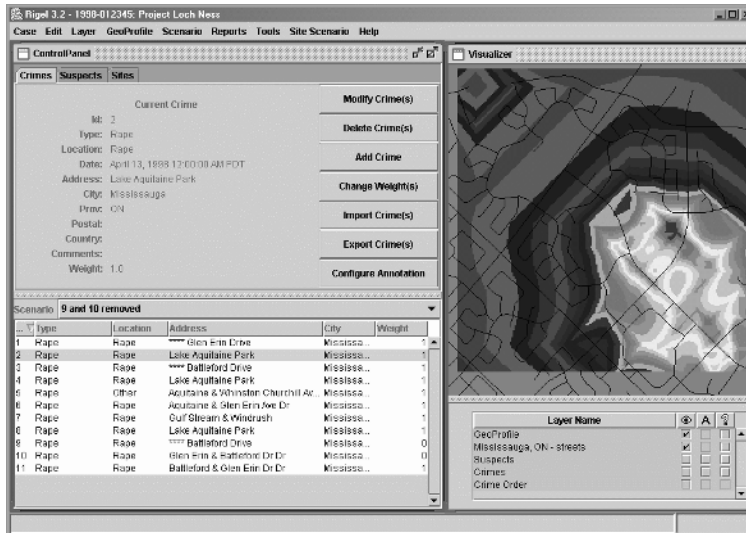 Rigel 3.2 - 1998-012345: Project Loch Ness
Case Edit Layer GeoProfile Scenario Reports Tools Site Scenario Help
ControlPanel
Crimes Suspects Sites
Current Crime
Id: 2
Type: Rape
Location: Rape
Date: April 13, 1998 12:00:00 AM PDT
Address: Lake Aquitaine Park
City: Mississauga
Prov: ON
Postal:
Country:
Comments:
Weight: 1.0
Modify Crime(s)
Delete Crime(s)
Add Crime
Change Weight(s)
Import Crime(s)
Export Crime(s)
Configure Annotation
Scenario 9 and 10 removed
... Type Location Address City Weight
1 Rape Rape **** Glen Erin Drive Mississa... 1
2 Rape Rape Lake Aquitaine Park Mississa... 1
3 Rape Rape **** Battleford Drive Mississa... 1
4 Rape Rape Lake Aquitaine Park Mississa... 1
5 Rape Other Aquitaine & Whinston Churchill Av... Mississa... 1
6 Rape Rape Aquitaine & Glen Erin Ave Dr Mississa... 1
7 Rape Rape Gulf Stream & Windrush Mississa... 1
8 Rape Rape Lake Aquitaine Park Mississa... 1
9 Rape Rape **** Battleford Drive Mississa... 0
10 Rape Rape Glen Erin & Battleford Dr Dr Mississa... 0
11 Rape Rape Battleford & Glen Erin Dr Dr Mississa... 1
Visualizer
Layer Name A ?
GeoProfile
Mississauga, ON - streets
Suspects
Crimes
Crime Order